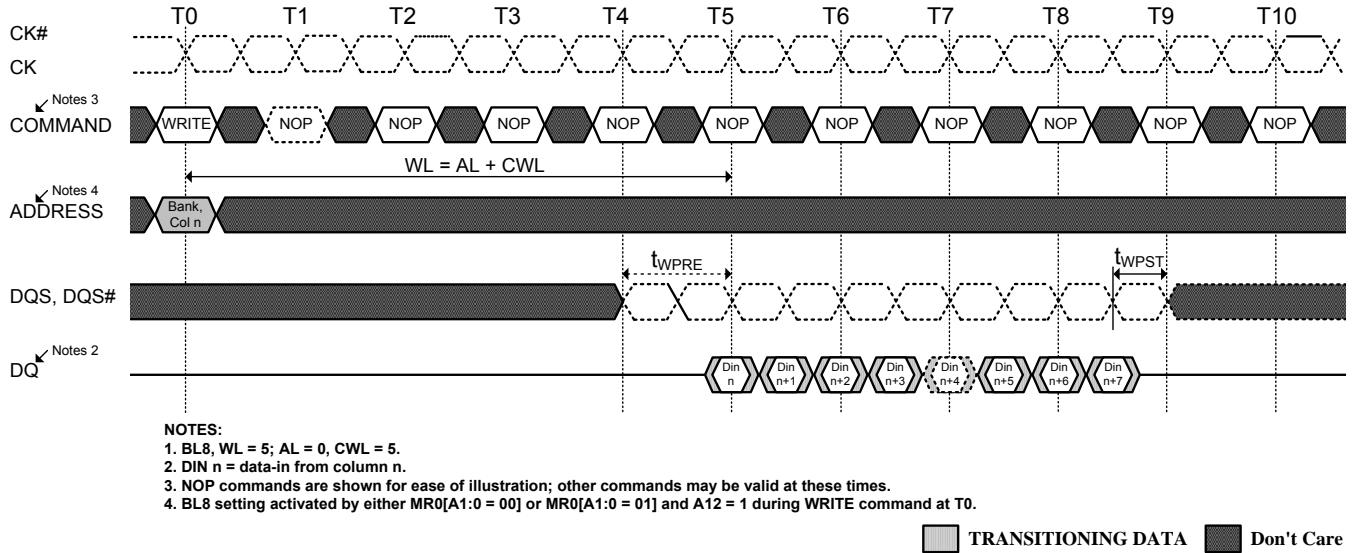 T0 T1 T2 T3 T4 T5 T6 T7 T8 T9 T10
CK#
CK
Notes 3
COMMAND WRITE NOP NOP NOP NOP NOP NOP NOP NOP NOP NOP
WL = AL + CWL
Notes 4
ADDRESS
Bank,
Col n
tWPRE tWPST
DQS, DQS#
Notes 2
DQ
Din Din Din Din Din Din Din Din
n n+1 n+2 n+3 n+4 n+5 n+6 n+7
NOTES:
1. BL8, WL = 5; AL = 0, CWL = 5.
2. DIN n = data-in from column n.
3. NOP commands are shown for ease of illustration; other commands may be valid at these times.
4. BL8 setting activated by either MR0[A1:0 = 00] or MR0[A1:0 = 01] and A12 = 1 during WRITE command at T0.
TRANSITIONING DATA Don't Care